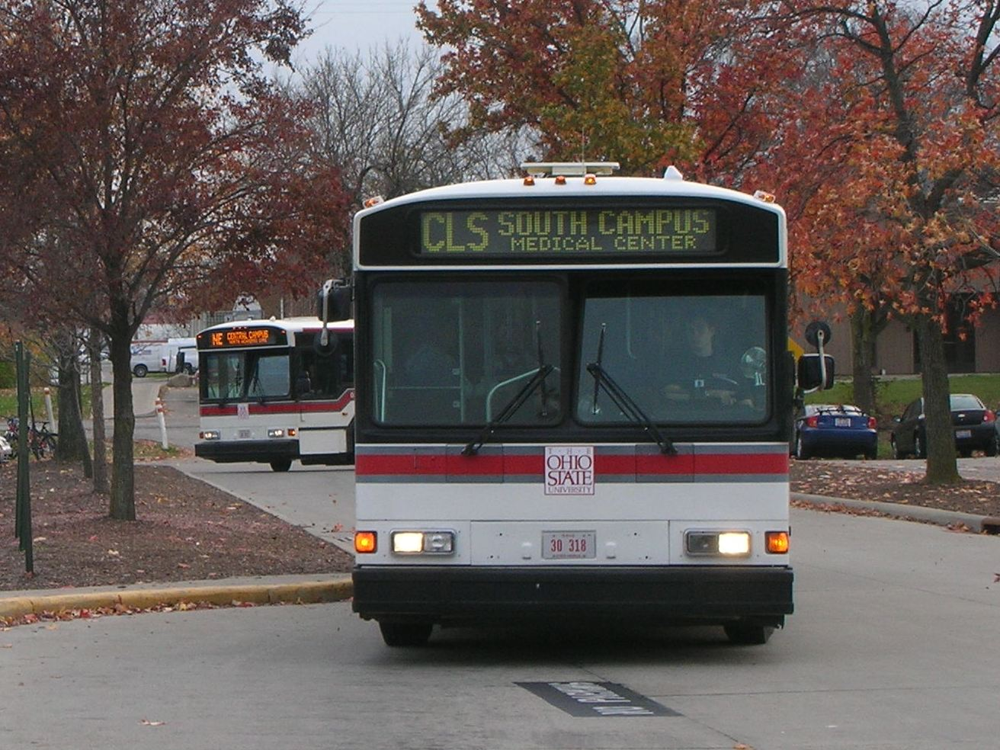 CLS SOUTH CAMPUS
MEDICAL CENTER
NE CENTRAL CAMPUS
THE
OHIO
STATE
UNIVERSITY
30 318